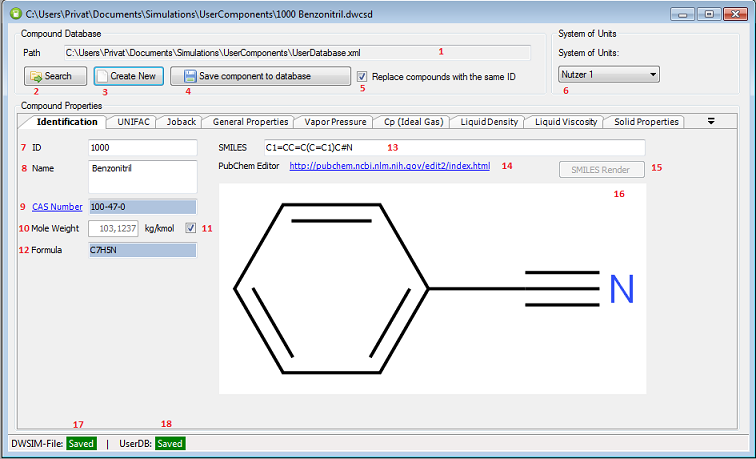 C:\Users\Privat\Documents\Simulations\UserComponents\1000 Benzonitril.dwcsd
Compound Database
System of Units
Path C:\Users\Privat\Documents\Simulations\UserComponents\UserDatabase.xml 1
System of Units:
Search Create New Save component to database Replace compounds with the same ID Nutzer 1
2 3 4 5 6
Compound Properties
Identification UNIFAC Joback General Properties Vapor Pressure Cp (Ideal Gas) Liquid Density Liquid Viscosity Solid Properties
7 ID 1000 SMILES C1=CC=C(C=C1)C#N 13
8 Name Benzonitril PubChem Editor http://pubchem.ncbi.nlm.nih.gov/edit2/index.html 14 SMILES Render 15
16
9 CAS Number 100-47-0
10 Mole Weight 103,1237 kg/kmol 11
12 Formula C7H5N
N
17 18
DWSIM-File: Saved | UserDB: Saved